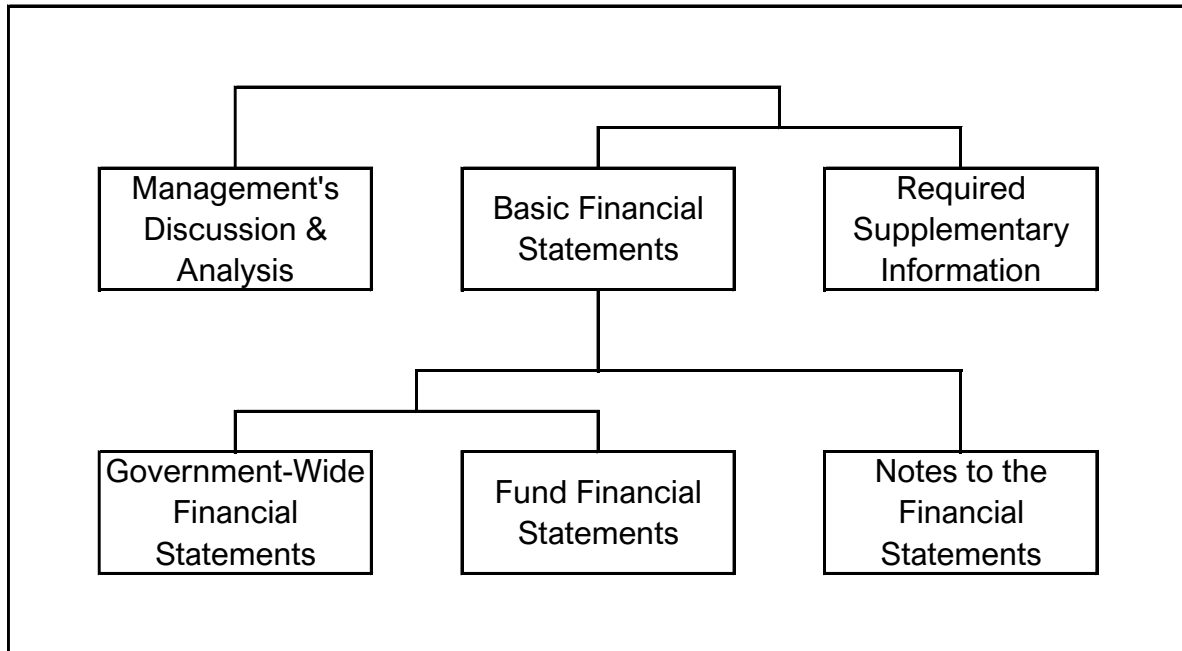 Management's
Discussion &
Analysis
Basic Financial
Statements
Required
Supplementary
Information
Government-Wide
Financial
Statements
Fund Financial
Statements
Notes to the
Financial
Statements